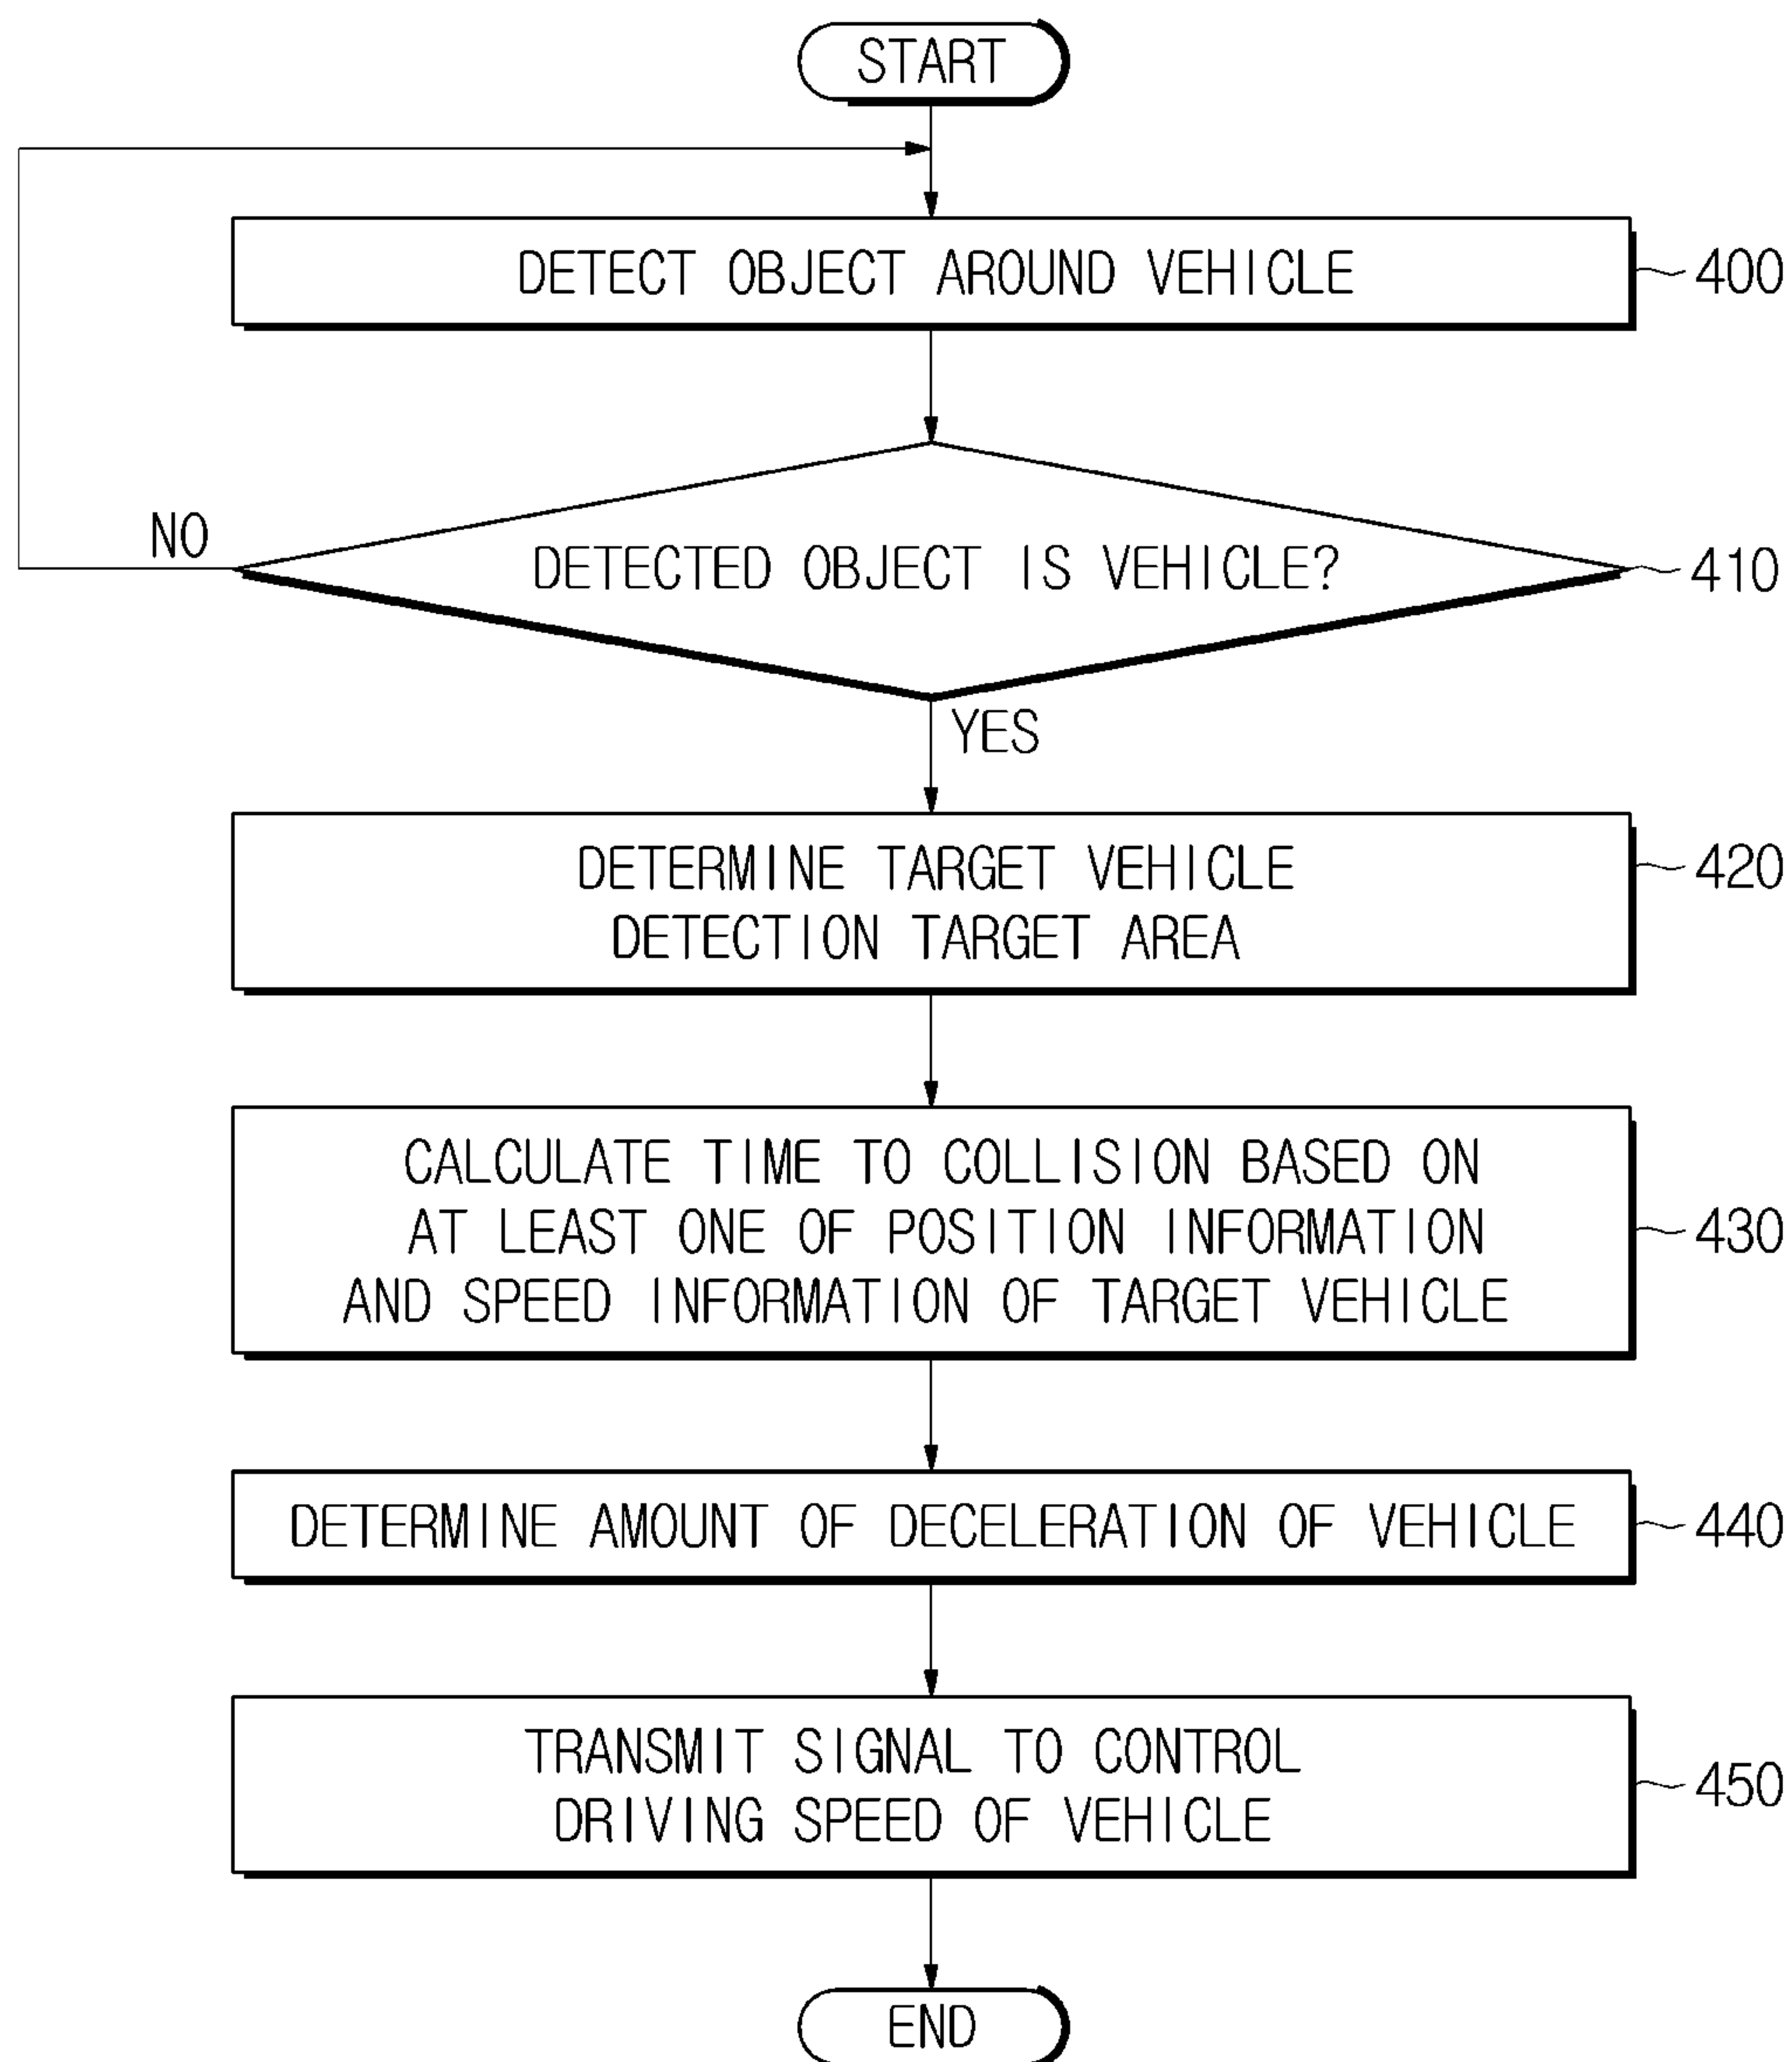 START
DETECT OBJECT AROUND VEHICLE
400
NO
DETECTED OBJECT IS VEHICLE?
410
YES
DETERMINE TARGET VEHICLE
DETECTION TARGET AREA
420
CALCULATE TIME TO COLLISION BASED ON
AT LEAST ONE OF POSITION INFORMATION
AND SPEED INFORMATION OF TARGET VEHICLE
430
DETERMINE AMOUNT OF DECELERATION OF VEHICLE
440
TRANSMIT SIGNAL TO CONTROL
DRIVING SPEED OF VEHICLE
450
END